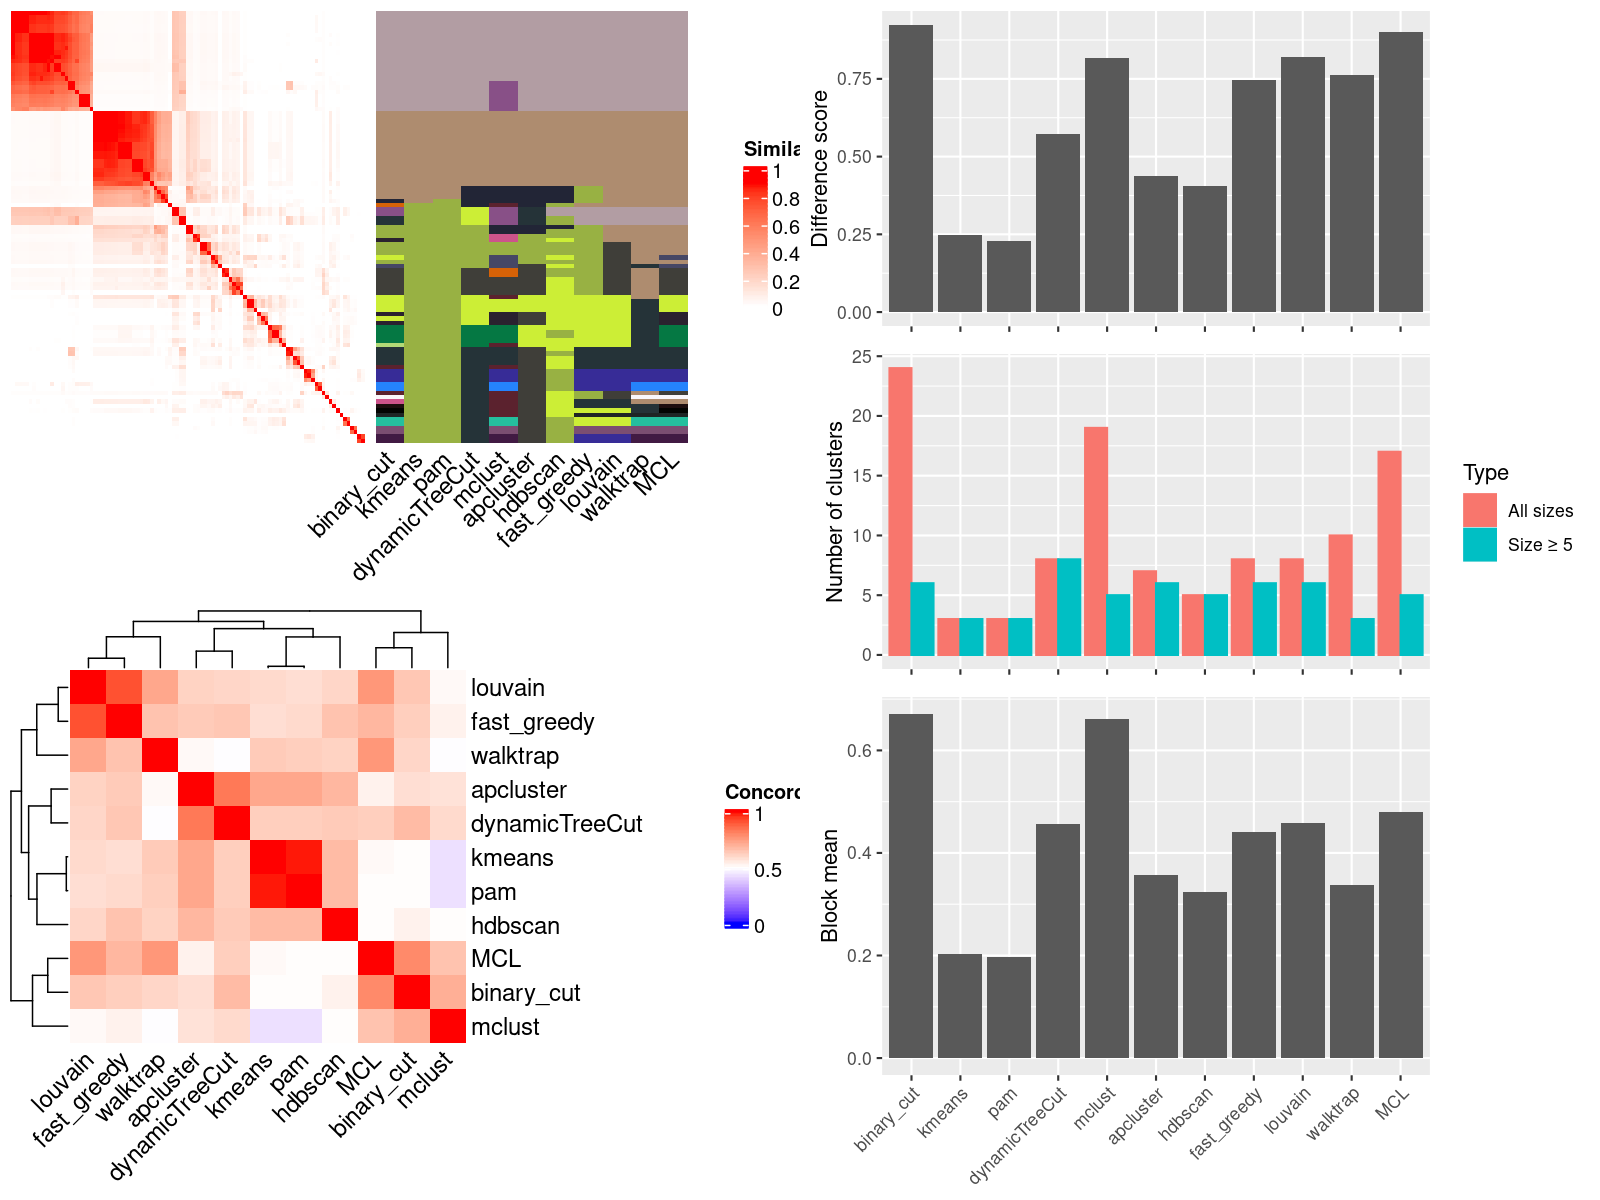 Simila
1
0.8
0.6
0.4
0.2
0
binary_cut
kmeans
pam
dynamicTreeCut
mclust
apcluster
hdbscan
fast_greedy
louvain
walktrap
MCL
louvain
fast_greedy
walktrap
apcluster
dynamicTreeCut
kmeans
pam
hdbscan
MCL
binary_cut
mclust
louvain
fast_greedy
walktrap
apcluster
dynamicTreeCut
kmeans
pam
hdbscan
MCL
binary_cut
mclust
Concord
1
0.5
0
Difference score
0.75
0.50
0.25
0.00
Number of clusters
25
20
15
10
5
0
Type
All sizes
Size ≥ 5
Block mean
0.6
0.4
0.2
0.0
binary_cut
kmeans
pam
dynamicTreeCut
mclust
apcluster
hdbscan
fast_greedy
louvain
walktrap
MCL